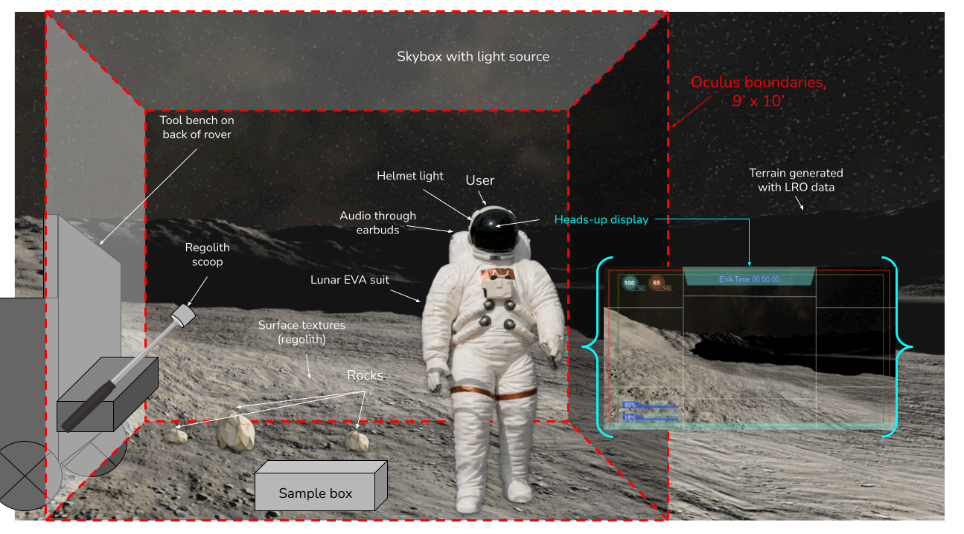 Skybox with light source
Oculus boundaries,
9' x 10'
Tool bench on
back of rover
Helmet light
User
Terrain generated
with LRO data
Audio through
earbuds
Heads-up display
Regolith
scoop
Lunar EVA suit
EVA Time 00:00:00
100
65
Surface textures
(regolith)
Rocks
Sample box